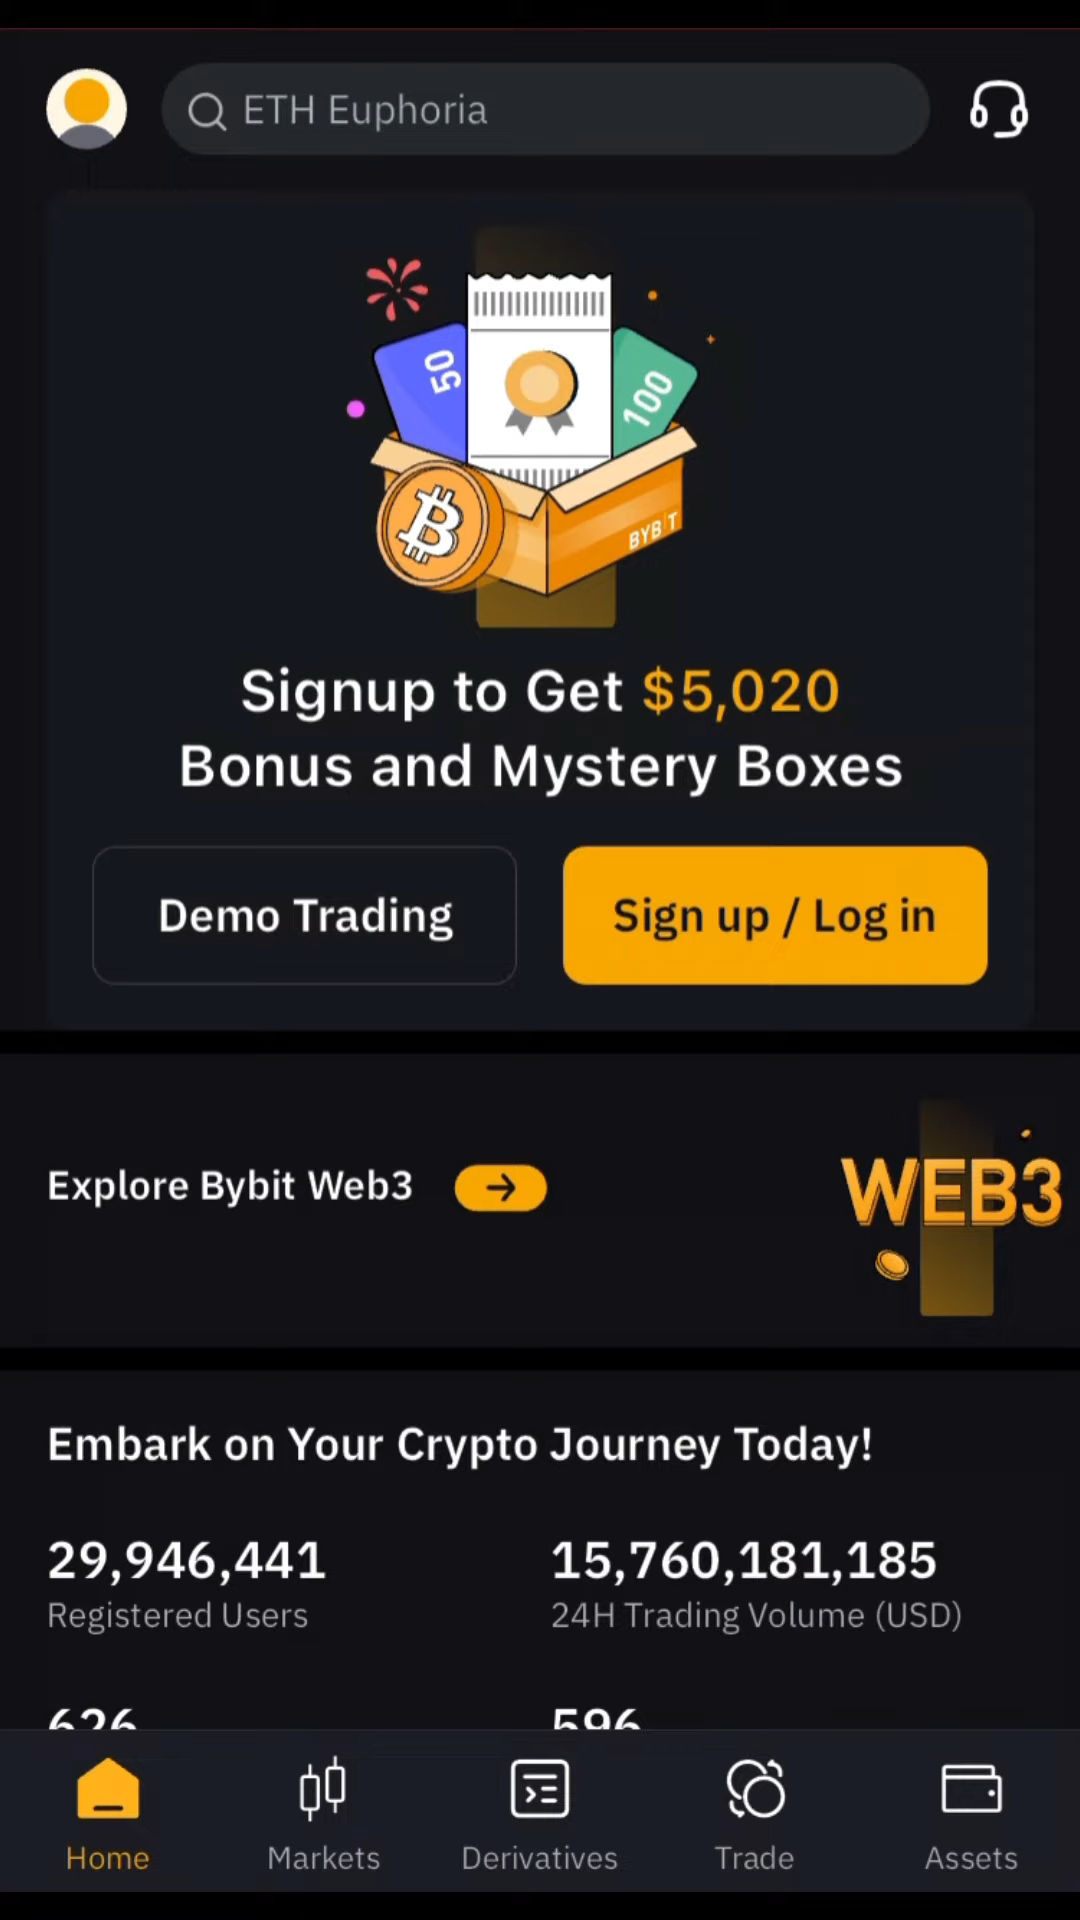 ETH Euphoria
50
100
BYBIT
Signup to Get $5,020
Bonus and Mystery Boxes
Demo Trading
Sign up / Log in
Explore Bybit Web3
WEB3
Embark on Your Crypto Journey Today!
29,946,441
15,760,181,185
Registered Users
24H Trading Volume (USD)
626
596
Home
Markets
Derivatives
Trade
Assets